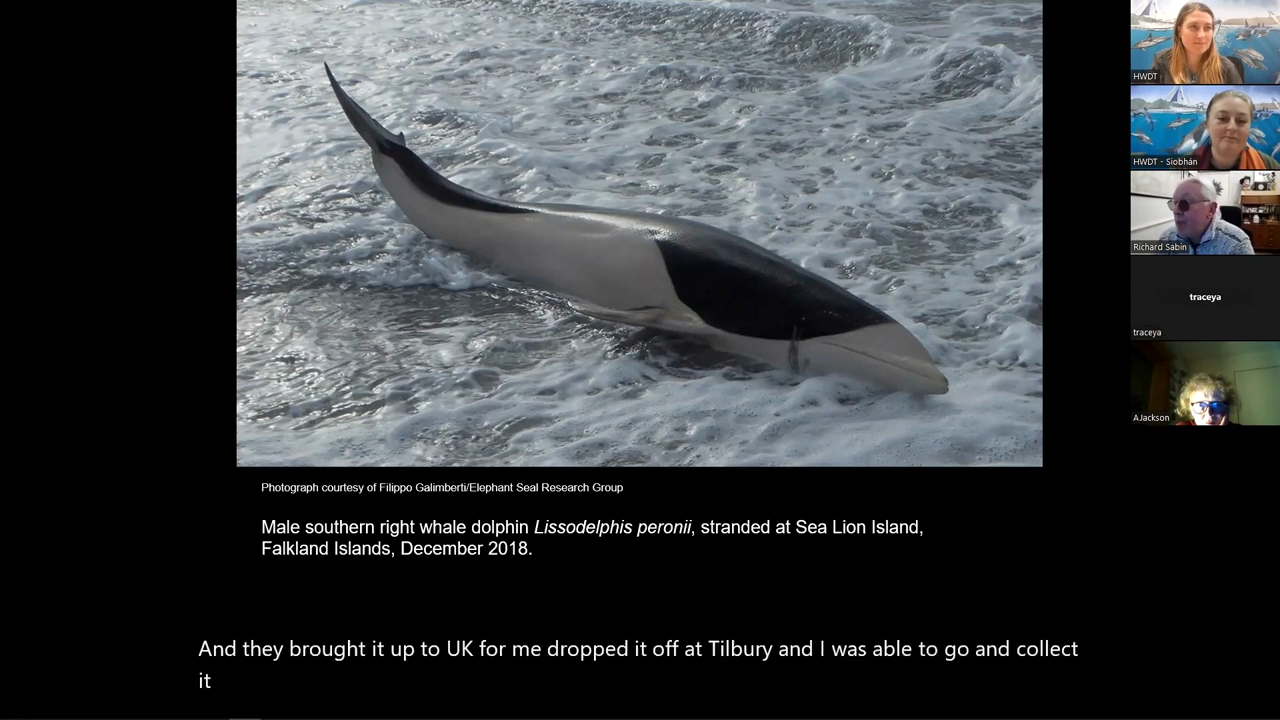 Photograph courtesy of Filippo Galimberti/Elephant Seal Research Group
Male southern right whale dolphin Lissodelphis peronii, stranded at Sea Lion Island,
Falkland Islands, December 2018.
And they brought it up to UK for me dropped it off at Tilbury and I was able to go and collect
it
HWDT
HWDT - Siobhán
Richard Sabin
traceya
traceya
AJackson